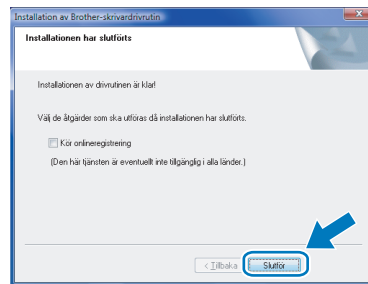 Installation av Brother-skrivardrivrutin
Installationen har slutförts
Installationen av drivrutinen är klar!
Välj de åtgärder som ska utföras då installationen har slutförts.
Kör onlineregistrering
(Den här tjänsten är eventuellt inte tillgänglig i alla länder.)
< Tillbaka
Slutför